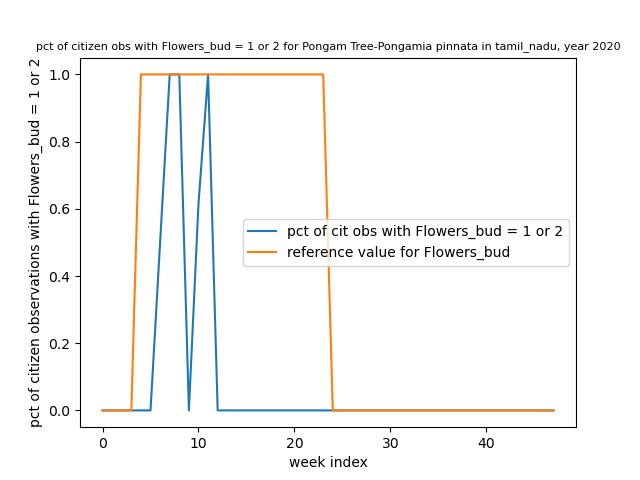 pct of citizen obs with Flowers_bud = 1 or 2 for Pongam Tree-Pongamia pinnata in tamil_nadu, year 2020
pct of citizen observations with Flowers_bud = 1 or 2
1.0
0.8
0.6
0.4
0.2
0.0
pct of cit obs with Flowers_bud = 1 or 2
reference value for Flowers_bud
0 10 20 30 40
week index